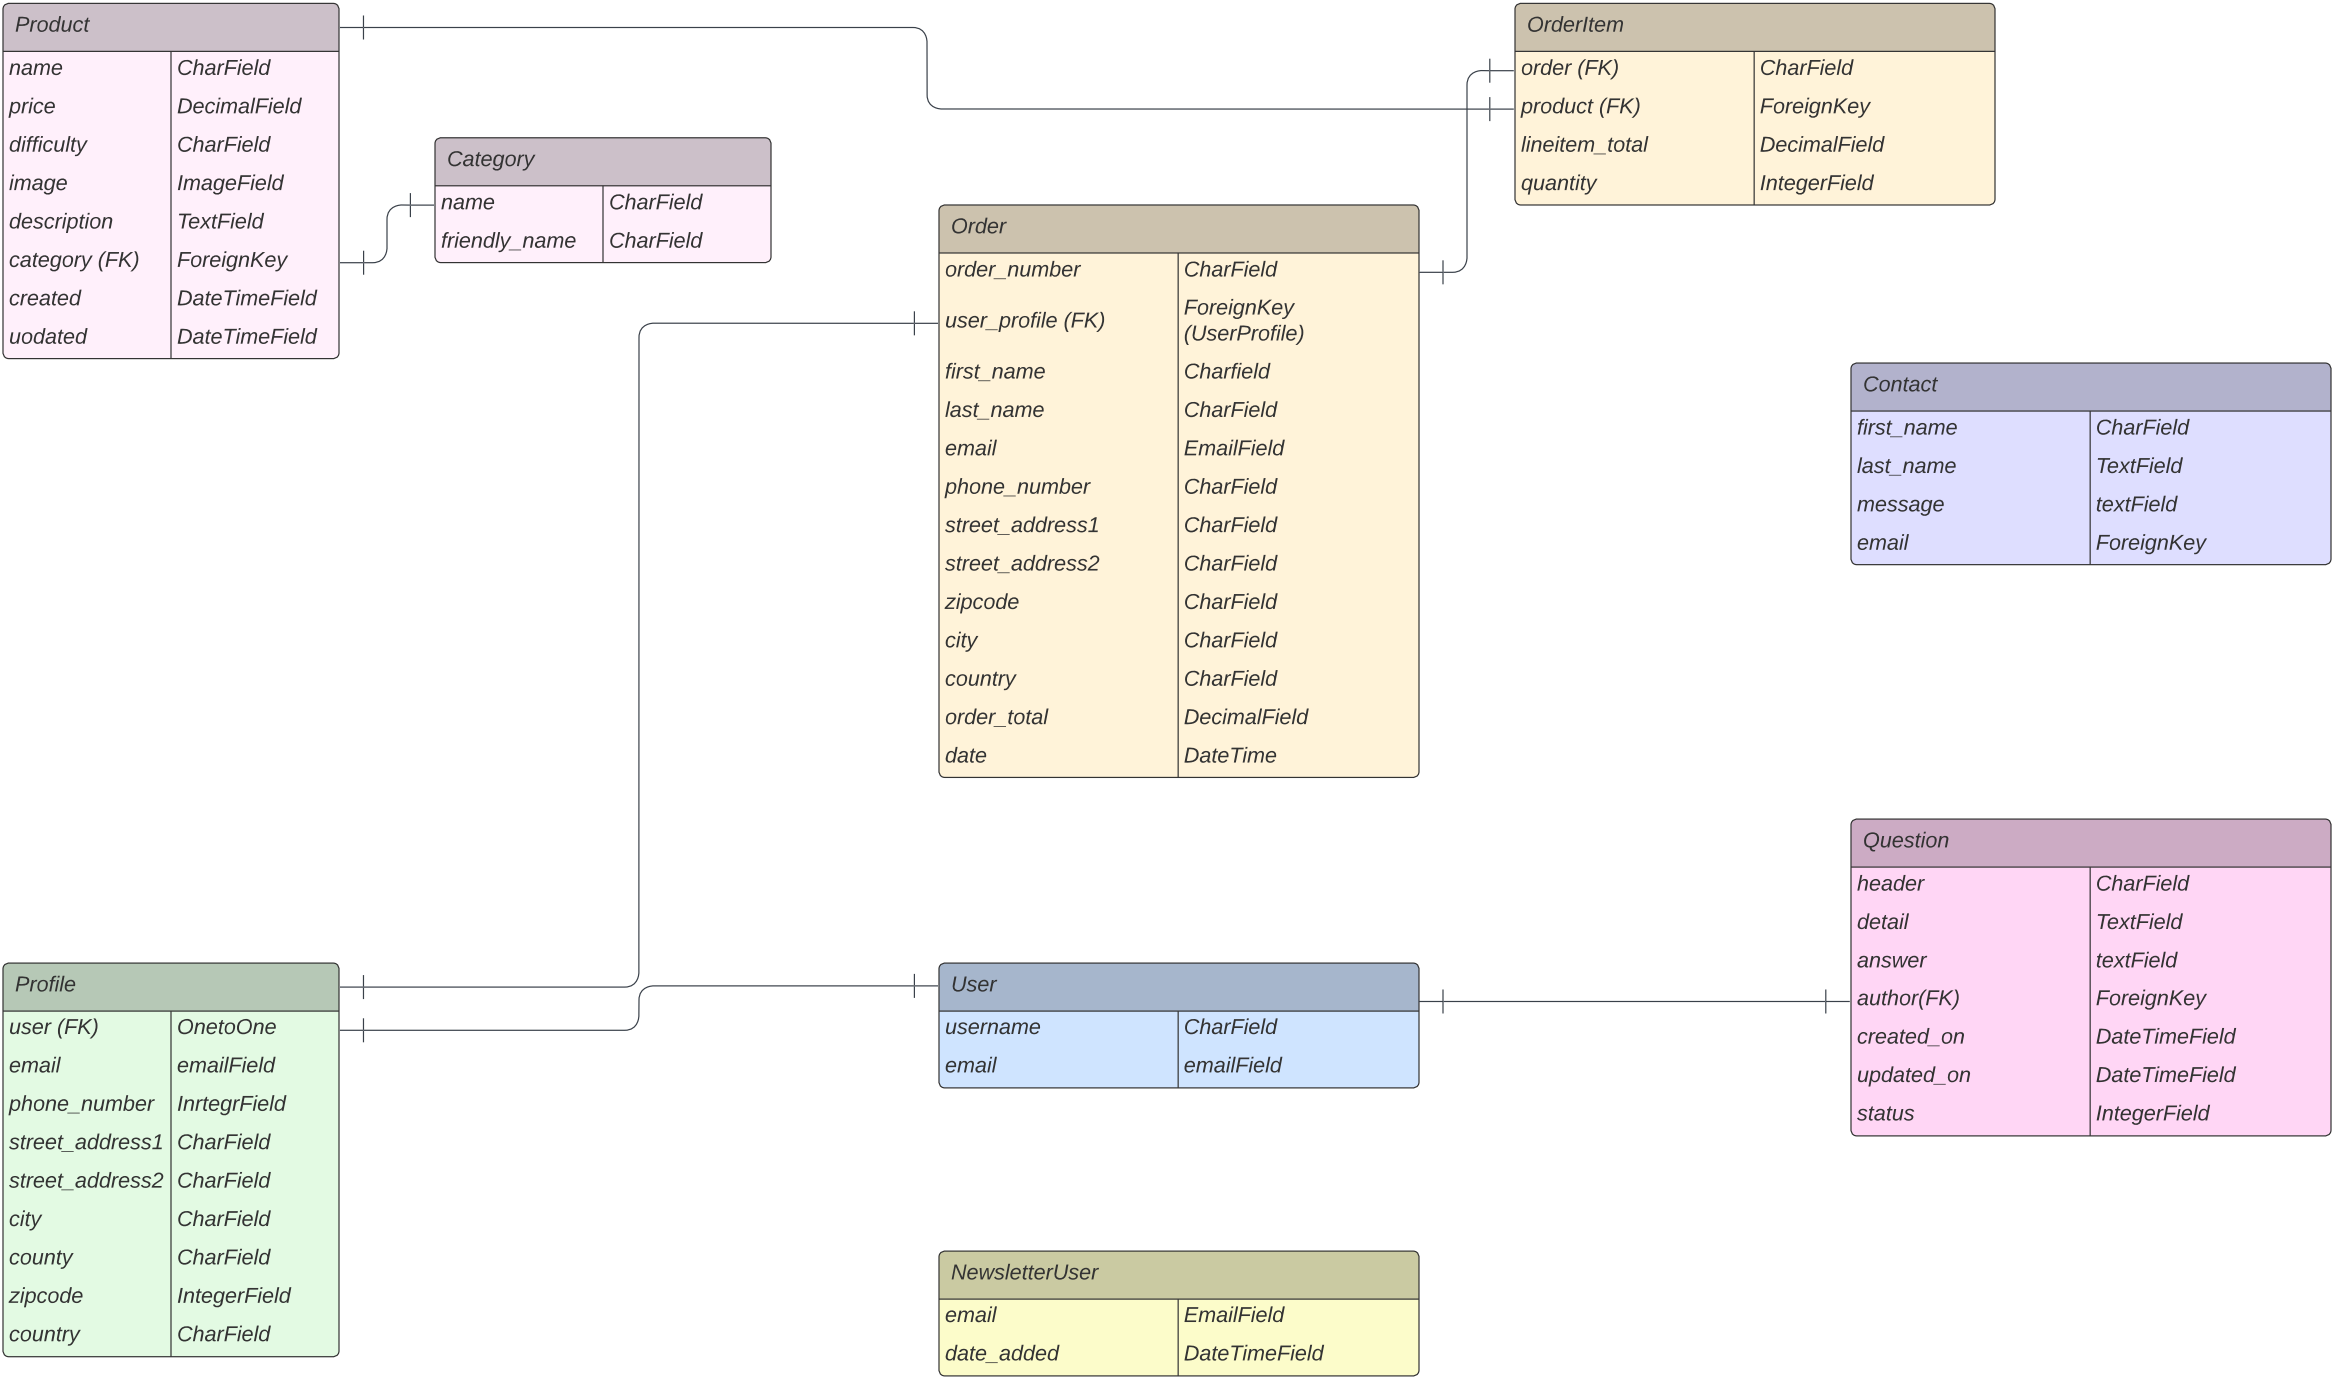 Product
name CharField
price DecimalField
difficulty CharField
image ImageField
description TextField
category (FK) ForeignKey
created DateTimeField
uodated DateTimeField
Category
name CharField
friendly_name CharField
OrderItem
order (FK) CharField
product (FK) ForeignKey
lineitem_total DecimalField
quantity IntegerField
Order
order_number CharField
user_profile (FK) ForeignKey
(UserProfile)
first_name Charfield
last_name CharField
email EmailField
phone_number CharField
street_address1 CharField
street_address2 CharField
zipcode CharField
city CharField
country CharField
order_total DecimalField
date DateTime
Contact
first_name CharField
last_name TextField
message textField
email ForeignKey
Question
header CharField
detail TextField
answer textField
author(FK) ForeignKey
created_on DateTimeField
updated_on DateTimeField
status IntegerField
Profile
user (FK) OnetoOne
email emailField
phone_number InrtegrField
street_address1 CharField
street_address2 CharField
city CharField
county CharField
zipcode IntegerField
country CharField
User
username CharField
email emailField
NewsletterUser
email EmailField
date_added DateTimeField